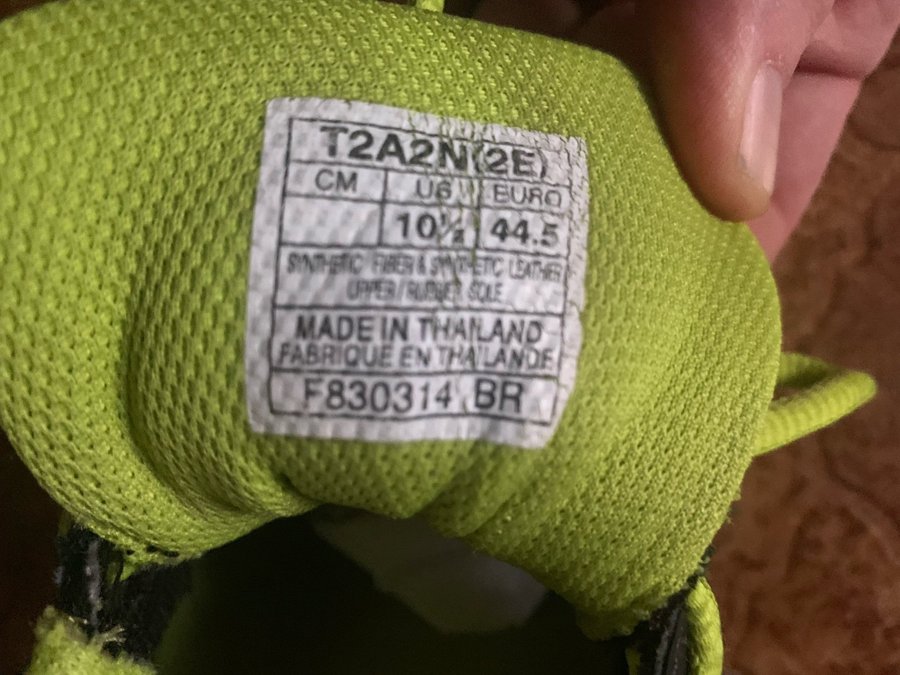 T2A2N(2E)
CM US EURO
10½ 44.5
SYNTHETIC FIBER & SYNTHETIC LEATHER
UPPER / RUBBER SOLE
MADE IN THAILAND
FABRIQUE EN THAILANDE
F830314 BR